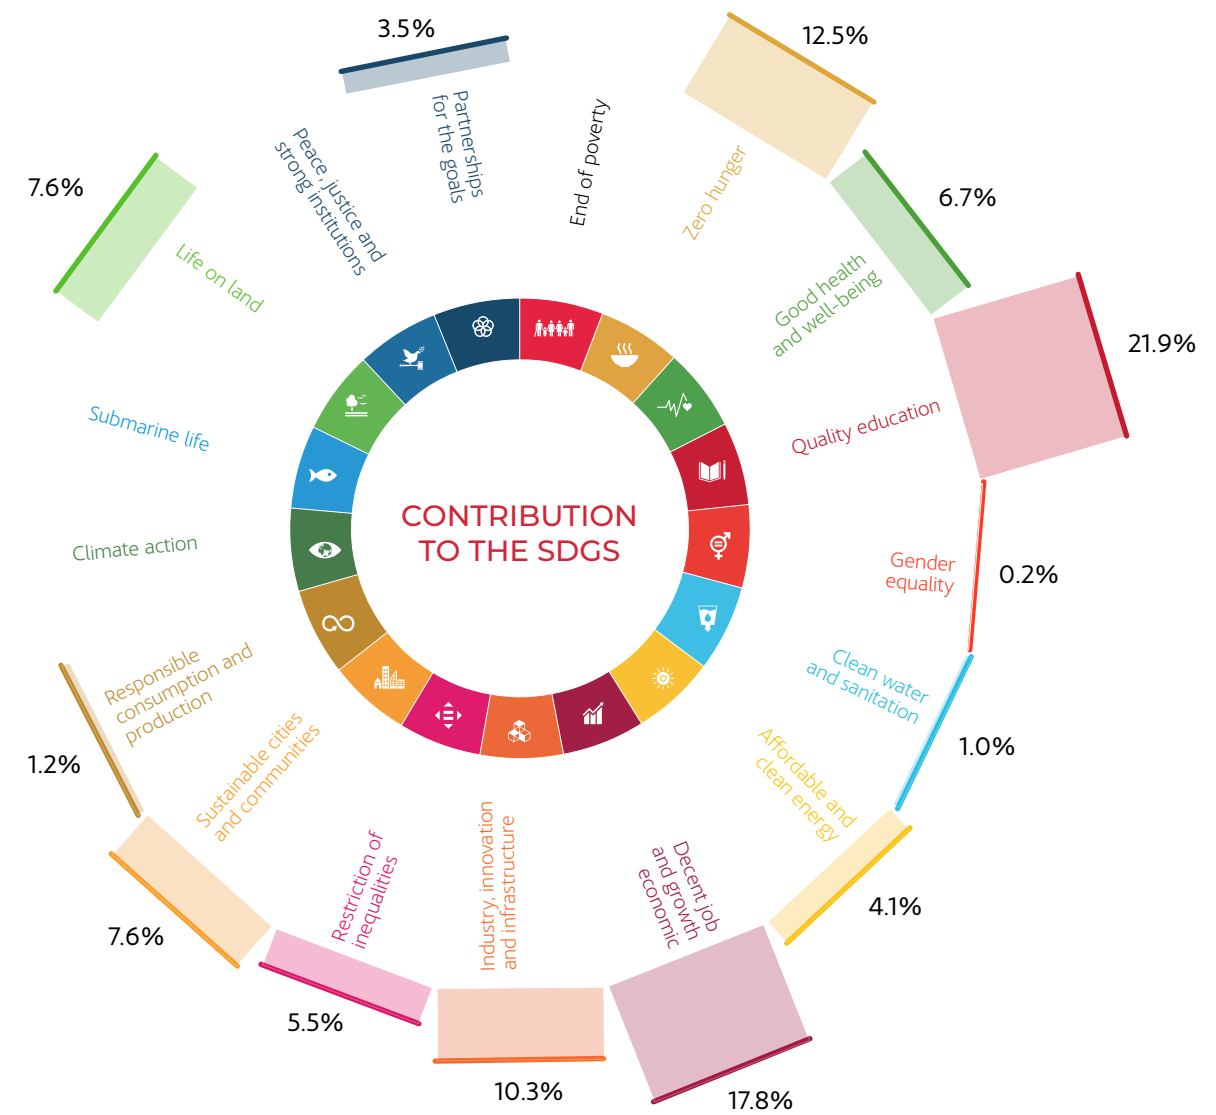 CONTRIBUTION
TO THE SDGS
End of poverty
Zero hunger
12.5%
Good health
and well-being
6.7%
Quality education
21.9%
Gender
equality
0.2%
Clean water
and sanitation
1.0%
Affordable and
clean energy
4.1%
Decent job
and growth
economic
17.8%
Industry, innovation
and infrastructure
10.3%
Restriction of
inequalities
5.5%
Sustainable cities
and communities
7.6%
Responsible
consumption and
production
1.2%
Climate action
Submarine life
Life on land
7.6%
Peace, justice and
strong institutions
Partnerships
for the goals
3.5%